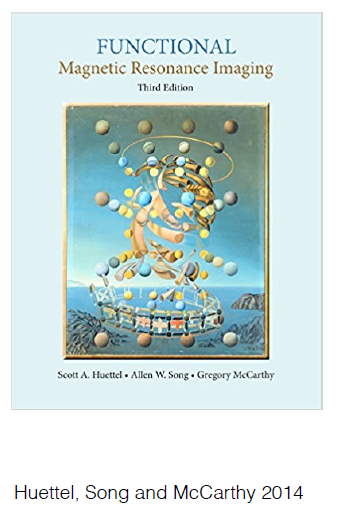 FUNCTIONAL
Magnetic Resonance Imaging
Third Edition
Scott A. Huettel • Allen W. Song • Gregory McCarthy
Huettel, Song and McCarthy 2014